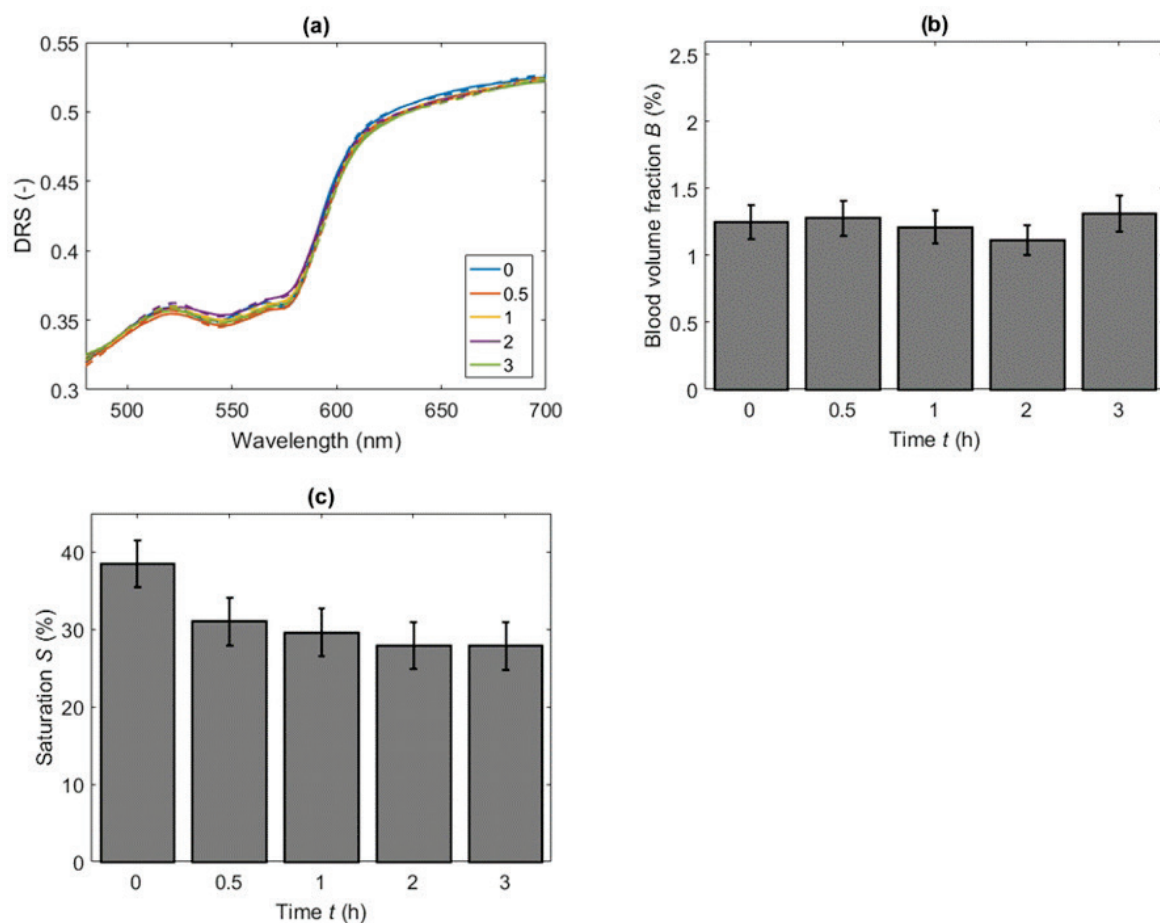 (a)
0.55
0.5
0.45
0.4
0.35
0.3
DRS (-)
500 550 600 650 700
Wavelength (nm)
0
0.5
1
2
3
(b)
2.5
2
1.5
1
0.5
0
Blood volume fraction B (%)
0 0.5 1 2 3
Time t (h)
(c)
40
30
20
10
0
Saturation S (%)
0 0.5 1 2 3
Time t (h)